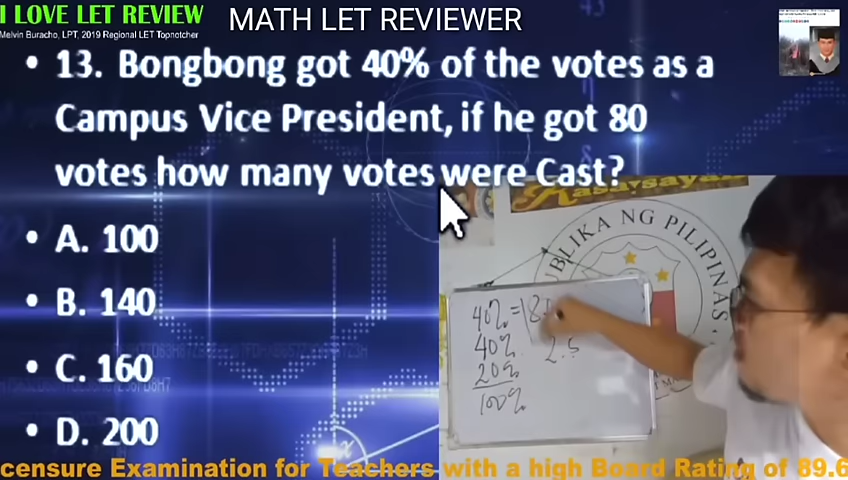 I LOVE LET REVIEW
MATH LET REVIEWER
Melvin Buracho, LPT, 2019 Regional LET Topnotcher
• 13. Bongbong got 40% of the votes as a
Campus Vice President, if he got 80
votes how many votes were Cast?
• A. 100
• B. 140
• C. 160
• D. 200
BLIKA NG PILIPINAS
40% =
40%
2.5
20%
100%
censure Examination for Teachers with a high Board Rating of 89.6